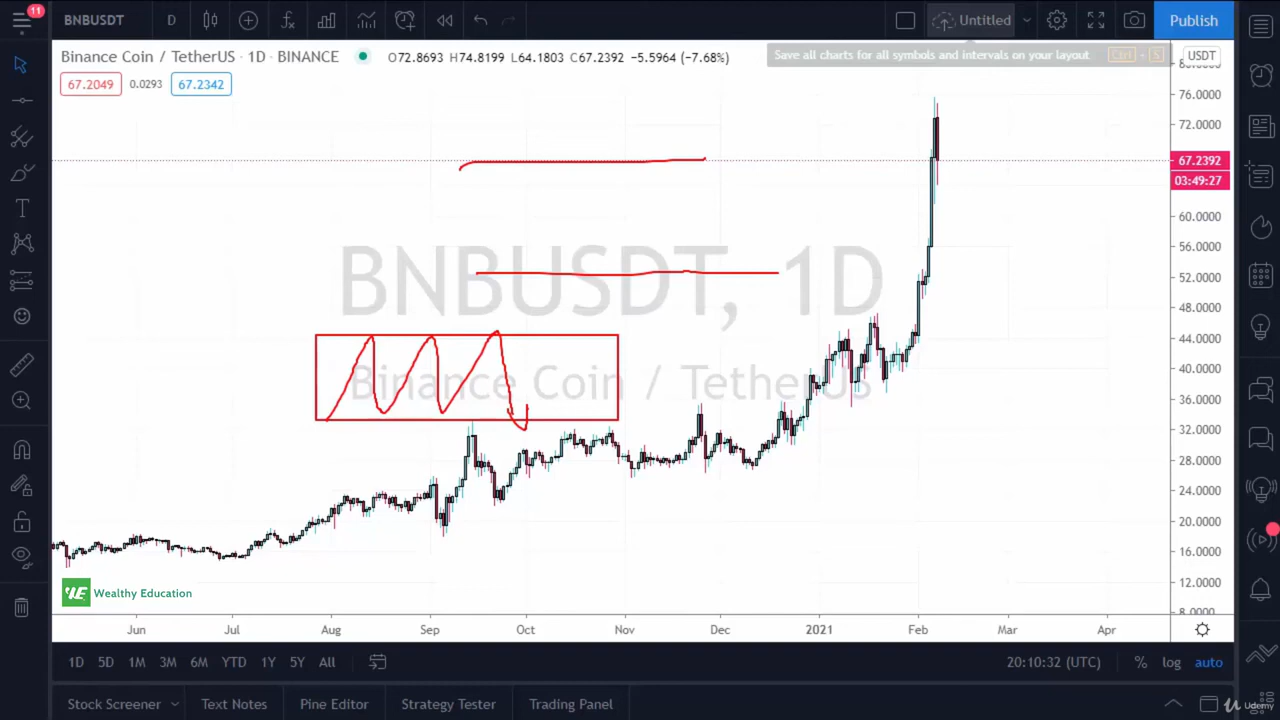 11
BNBUSDT D Untitled Publish
Binance Coin / TetherUS · 1D · BINANCE O72.8693 H74.8199 L64.1803 C67.2392 −5.5964 (−7.68%)
Save all charts for all symbols and intervals on your layout. Ctrl + S
USDT
67.2049 0.0293 67.2342
76.0000
72.0000
67.2392
03:49:27
60.0000
56.0000
52.0000
48.0000
44.0000
40.0000
36.0000
32.0000
28.0000
24.0000
20.0000
16.0000
12.0000
8.0000
BNBUSDT, 1D
Binance Coin / TetherUS
Wealthy Education
Jun Jul Aug Sep Oct Nov Dec 2021 Feb Mar Apr
1D 5D 1M 3M 6M YTD 1Y 5Y All 20:10:32 (UTC) % log auto
Stock Screener Text Notes Pine Editor Strategy Tester Trading Panel
Udemy